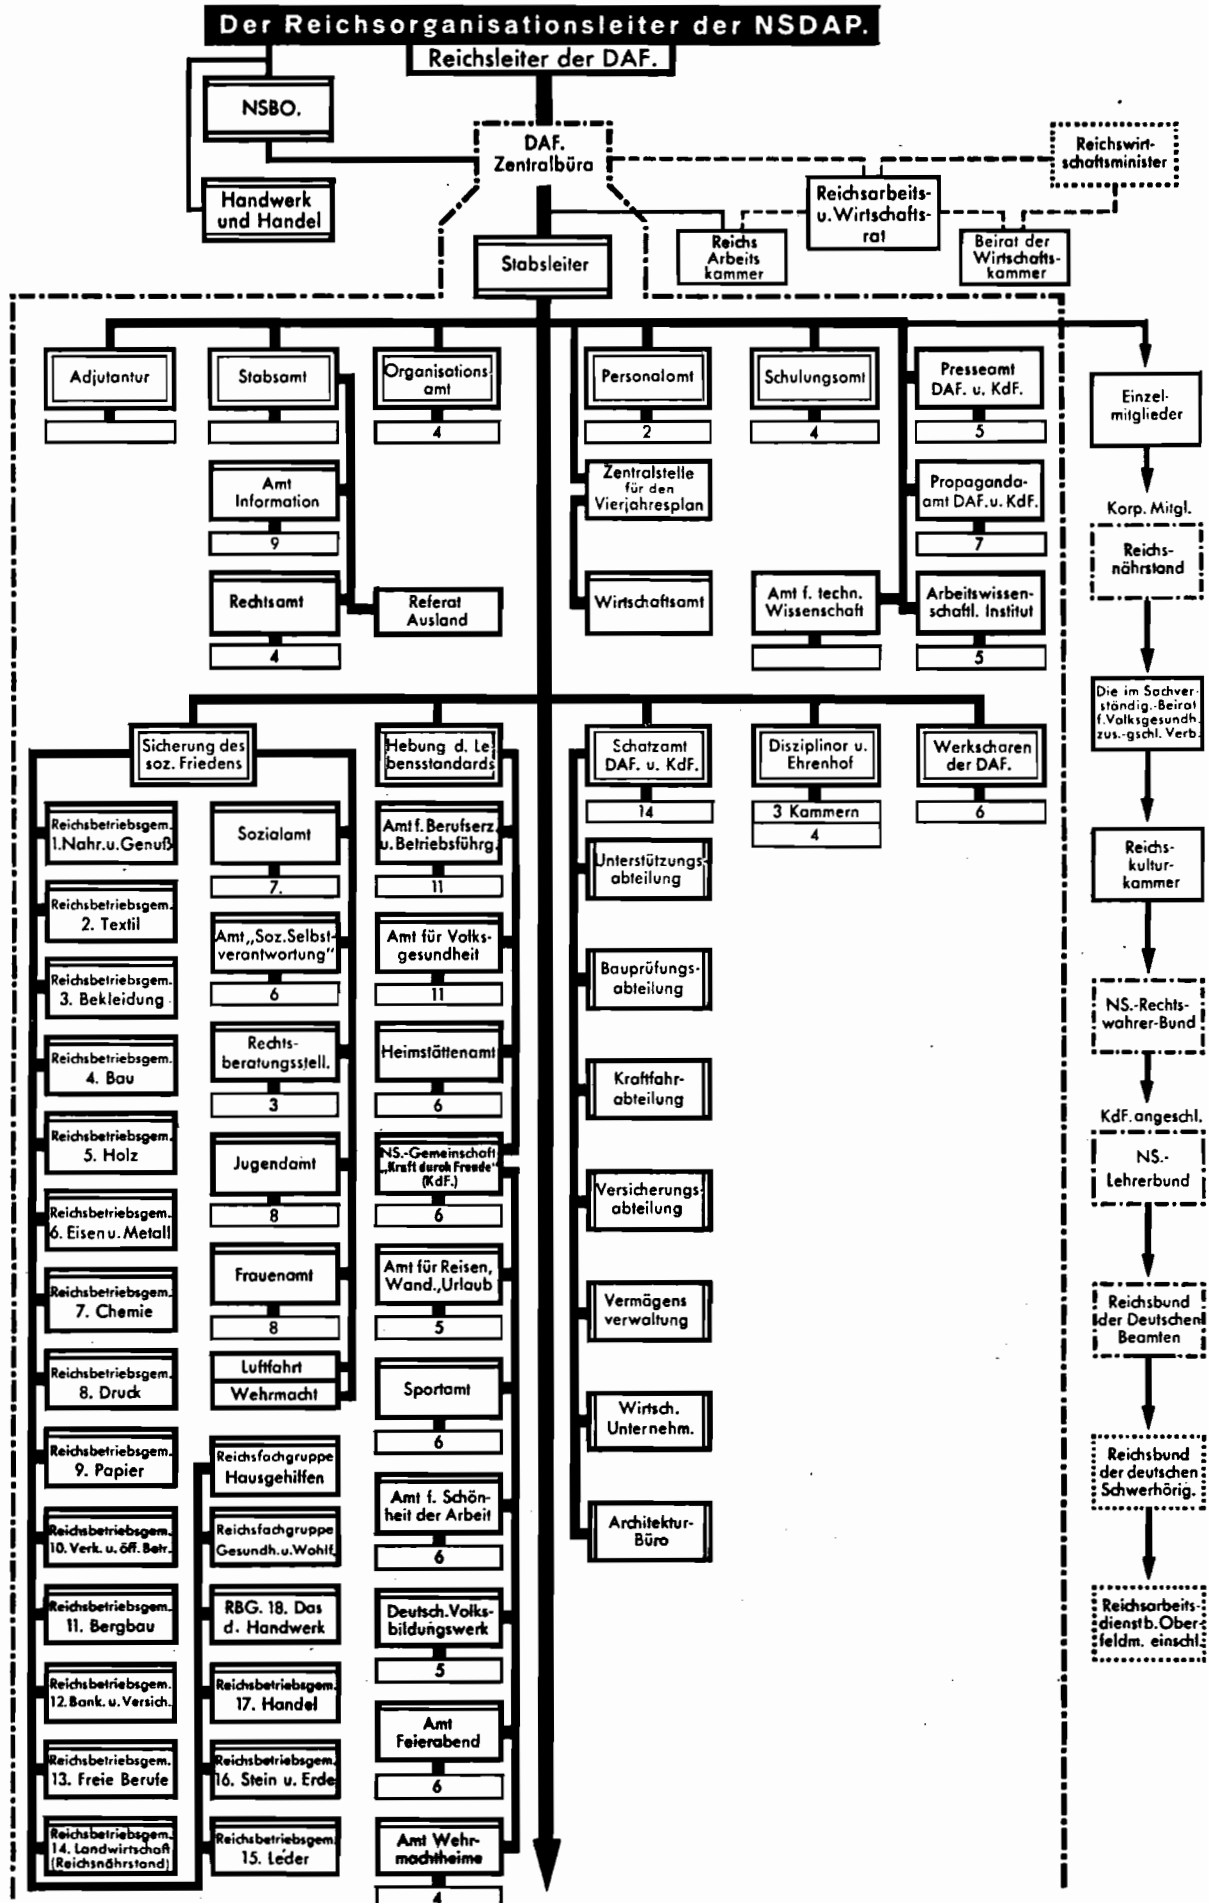 Der Reichsorganisationsleiter der NSDAP.
Reichsleiter der DAF.
NSBO.
Handwerk
und Handel
DAF.
Zentralbüra
Reichswirt-
schaftsminister
Reichsarbeits-
u. Wirtschafts-
rat
Reichs
Arbeits
kammer
Beirat der
Wirtschafts-
kammer
Stabsleiter
Adjutantur
Stabsamt
Organisations
amt
4
Personalamt
2
Schulungsamt
4
Presseamt
DAF. u. KdF.
5
Einzel-
mitglieder
Amt
Information
9
Zentralstelle
für den
Vierjahresplan
Propaganda-
amt DAF. u. KdF.
7
Korp. Mitgl.
Reichs-
nährstand
Rechtsamt
4
Referat
Ausland
Wirtschaftsamt
Amt f. techn.
Wissenschaft
Arbeitswissen-
schaftl. Institut
5
Die im Sachver-
ständig.-Beirat
f. Volksgesundh.
zus.-gschl. Verb.
Sicherung des
soz. Friedens
Hebung d. Le
bensstandards
Schatzamt
DAF. u. KdF.
14
Disziplinar u.
Ehrenhof
3 Kammern
4
Werkscharen
der DAF.
6
Reichs-
kultur-
kammer
NS.-Rechts-
wahrer-Bund
KdF. angeschl.
NS.-
Lehrerbund
Reichsbund
der Deutschen
Beamten
Reichsbund
der deutschen
Schwerhörig.
Reichsarbeits-
dienst b. Ober-
feldm. einschl.
Reichsbetriebsgem.
1. Nahr. u. Genuß
Reichsbetriebsgem.
2. Textil
Reichsbetriebsgem.
3. Bekleidung
Reichsbetriebsgem.
4. Bau
Reichsbetriebsgem.
5. Holz
Reichsbetriebsgem.
6. Eisen u. Metall
Reichsbetriebsgem.
7. Chemie
Reichsbetriebsgem.
8. Druck
Reichsbetriebsgem.
9. Papier
Reichsbetriebsgem.
10. Verk. u. öff. Betr.
Reichsbetriebsgem.
11. Bergbau
Reichsbetriebsgem.
12. Bank. u. Versich.
Reichsbetriebsgem.
13. Freie Berufe
Reichsbetriebsgem.
14. Landwirtschaft
(Reichsnährstand)
Sozialamt
7.
Amt „Soz. Selbst-
verantwortung"
6
Rechts-
beratungsstell.
3
Jugendamt
8
Frauenamt
8
Luftfahrt
Wehrmacht
Reichsfachgruppe
Hausgehilfen
Reichsfachgruppe
Gesundh. u. Wohlf.
RBG. 18. Das
d. Handwerk
Reichsbetriebsgem.
17. Handel
Reichsbetriebsgem.
16. Stein u. Erde
Reichsbetriebsgem.
15. Leder
Amt f. Berufserz.
u. Betriebsführg.
11
Amt für Volks-
gesundheit
11
Heimstättenamt
6
NS.-Gemeinschaft
„Kraft durch Freude"
(KdF.)
6
Amt für Reisen,
Wand., Urlaub
5
Sportamt
6
Amt f. Schön-
heit der Arbeit
6
Deutsch. Volks-
bildungswerk
5
Amt
Feierabend
6
Amt Wehr-
machtheime
4
Unterstützungs-
abteilung
Bauprüfungs-
abteilung
Kraftfahr-
abteilung
Versicherungs-
abteilung
Vermögens
verwaltung
Wirtsch.
Unternehm.
Architektur-
Büro